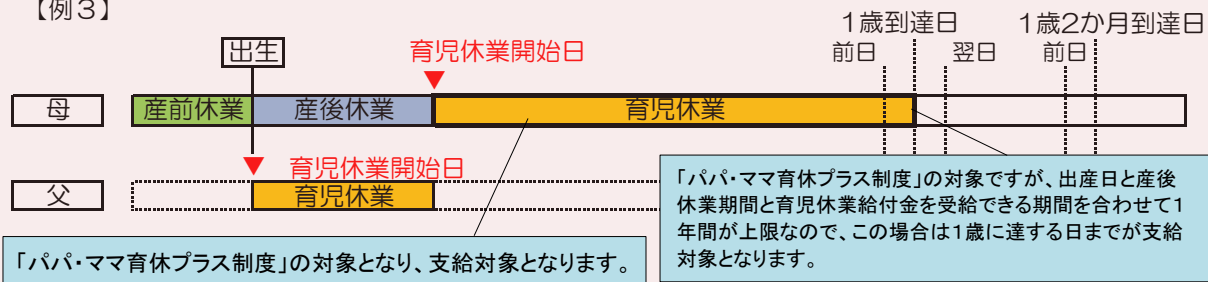 【例３】
１歳到達日
１歳２か月到達日
出生
育児休業開始日
前日
翌日
前日
母
産前休業
産後休業
育児休業
育児休業開始日
父
育児休業
「パパ・ママ育休プラス制度」の対象ですが、出産日と産後
休業期間と育児休業給付金を受給できる期間を合わせて１
年間が上限なので、この場合は１歳に達する日までが支給
対象となります。
「パパ・ママ育休プラス制度」の対象となり、支給対象となります。